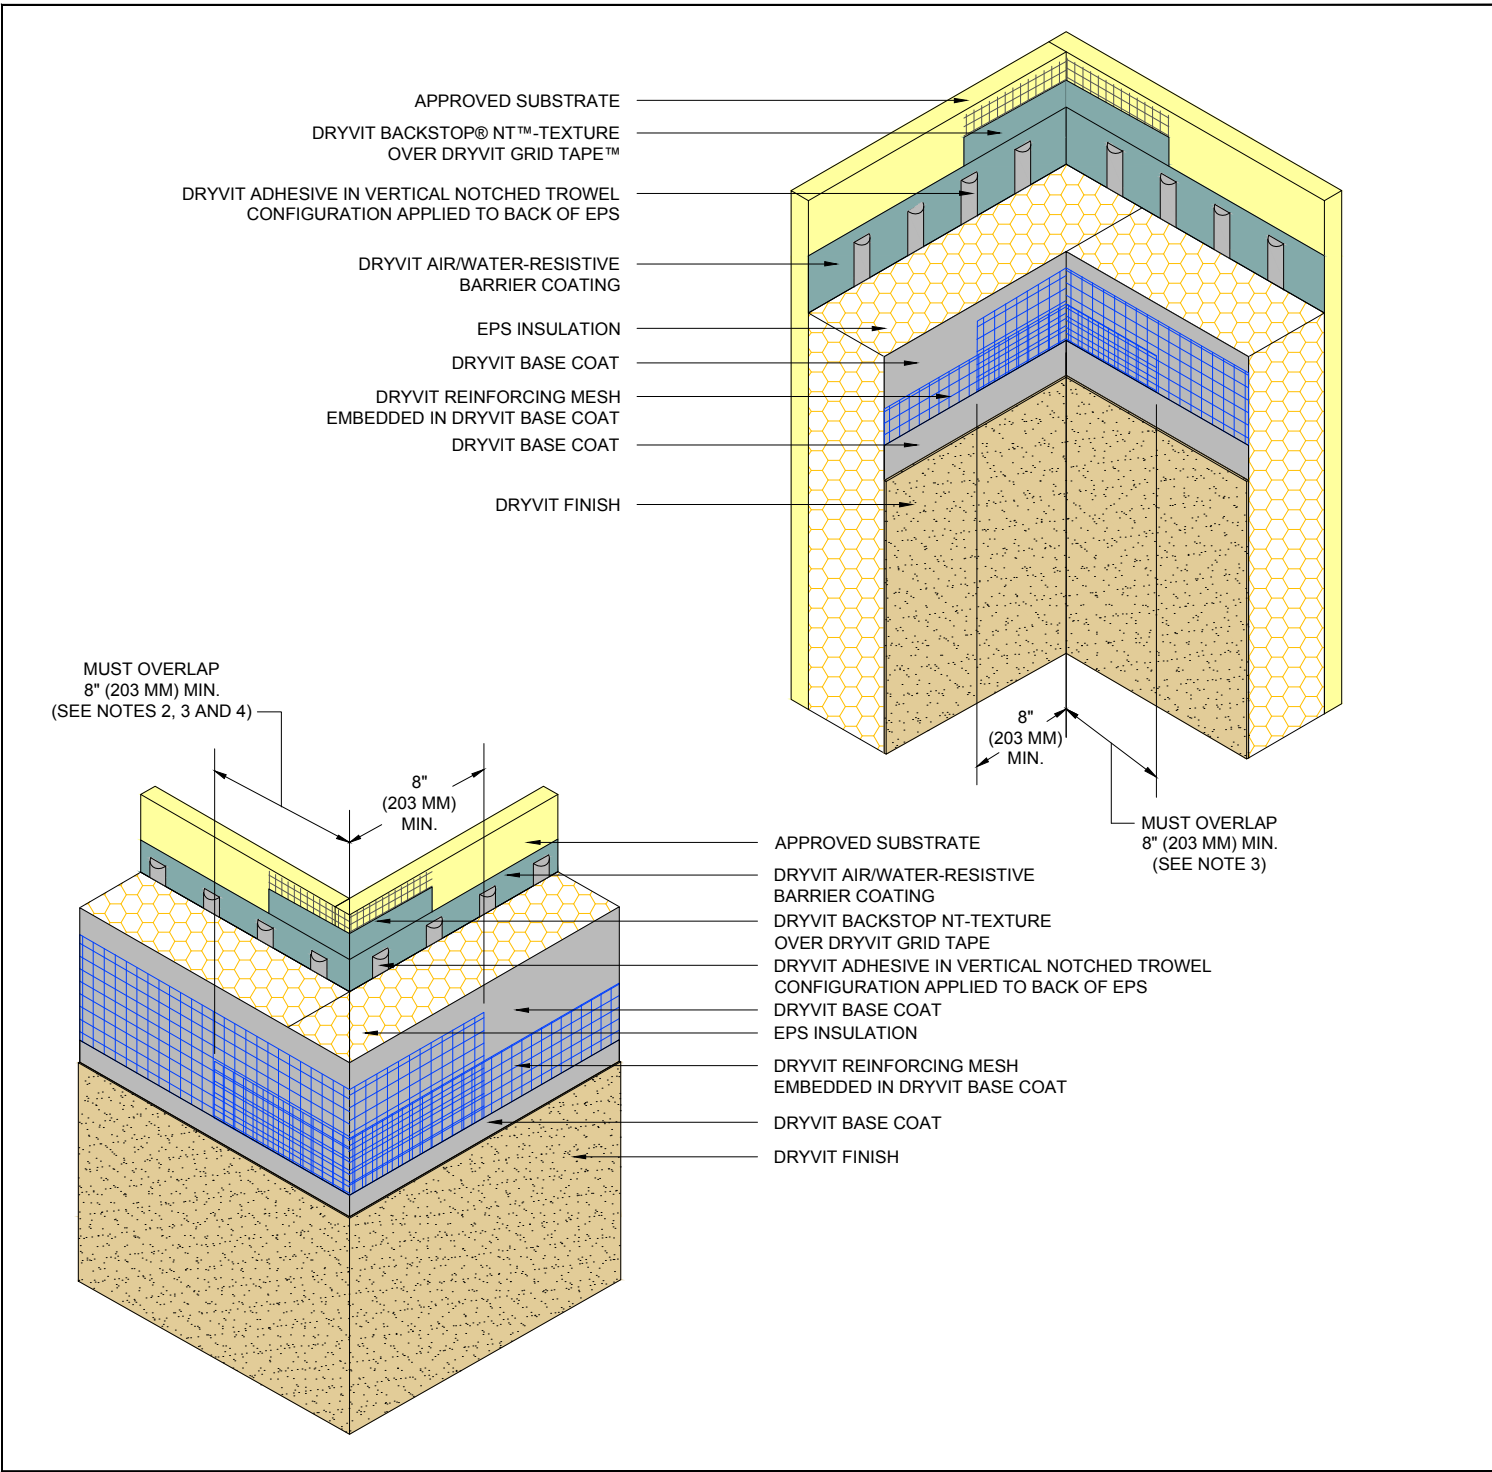 APPROVED SUBSTRATE
DRYVIT BACKSTOP® NT™-TEXTURE
OVER DRYVIT GRID TAPE™
DRYVIT ADHESIVE IN VERTICAL NOTCHED TROWEL
CONFIGURATION APPLIED TO BACK OF EPS
DRYVIT AIR/WATER-RESISTIVE
BARRIER COATING
EPS INSULATION
DRYVIT BASE COAT
DRYVIT REINFORCING MESH
EMBEDDED IN DRYVIT BASE COAT
DRYVIT BASE COAT
DRYVIT FINISH
8"
(203 MM)
MIN.
MUST OVERLAP
8" (203 MM) MIN.
(SEE NOTE 3)
MUST OVERLAP
8" (203 MM) MIN.
(SEE NOTES 2, 3 AND 4)
8"
(203 MM)
MIN.
APPROVED SUBSTRATE
DRYVIT AIR/WATER-RESISTIVE
BARRIER COATING
DRYVIT BACKSTOP NT-TEXTURE
OVER DRYVIT GRID TAPE
DRYVIT ADHESIVE IN VERTICAL NOTCHED TROWEL
CONFIGURATION APPLIED TO BACK OF EPS
DRYVIT BASE COAT
EPS INSULATION
DRYVIT REINFORCING MESH
EMBEDDED IN DRYVIT BASE COAT
DRYVIT BASE COAT
DRYVIT FINISH